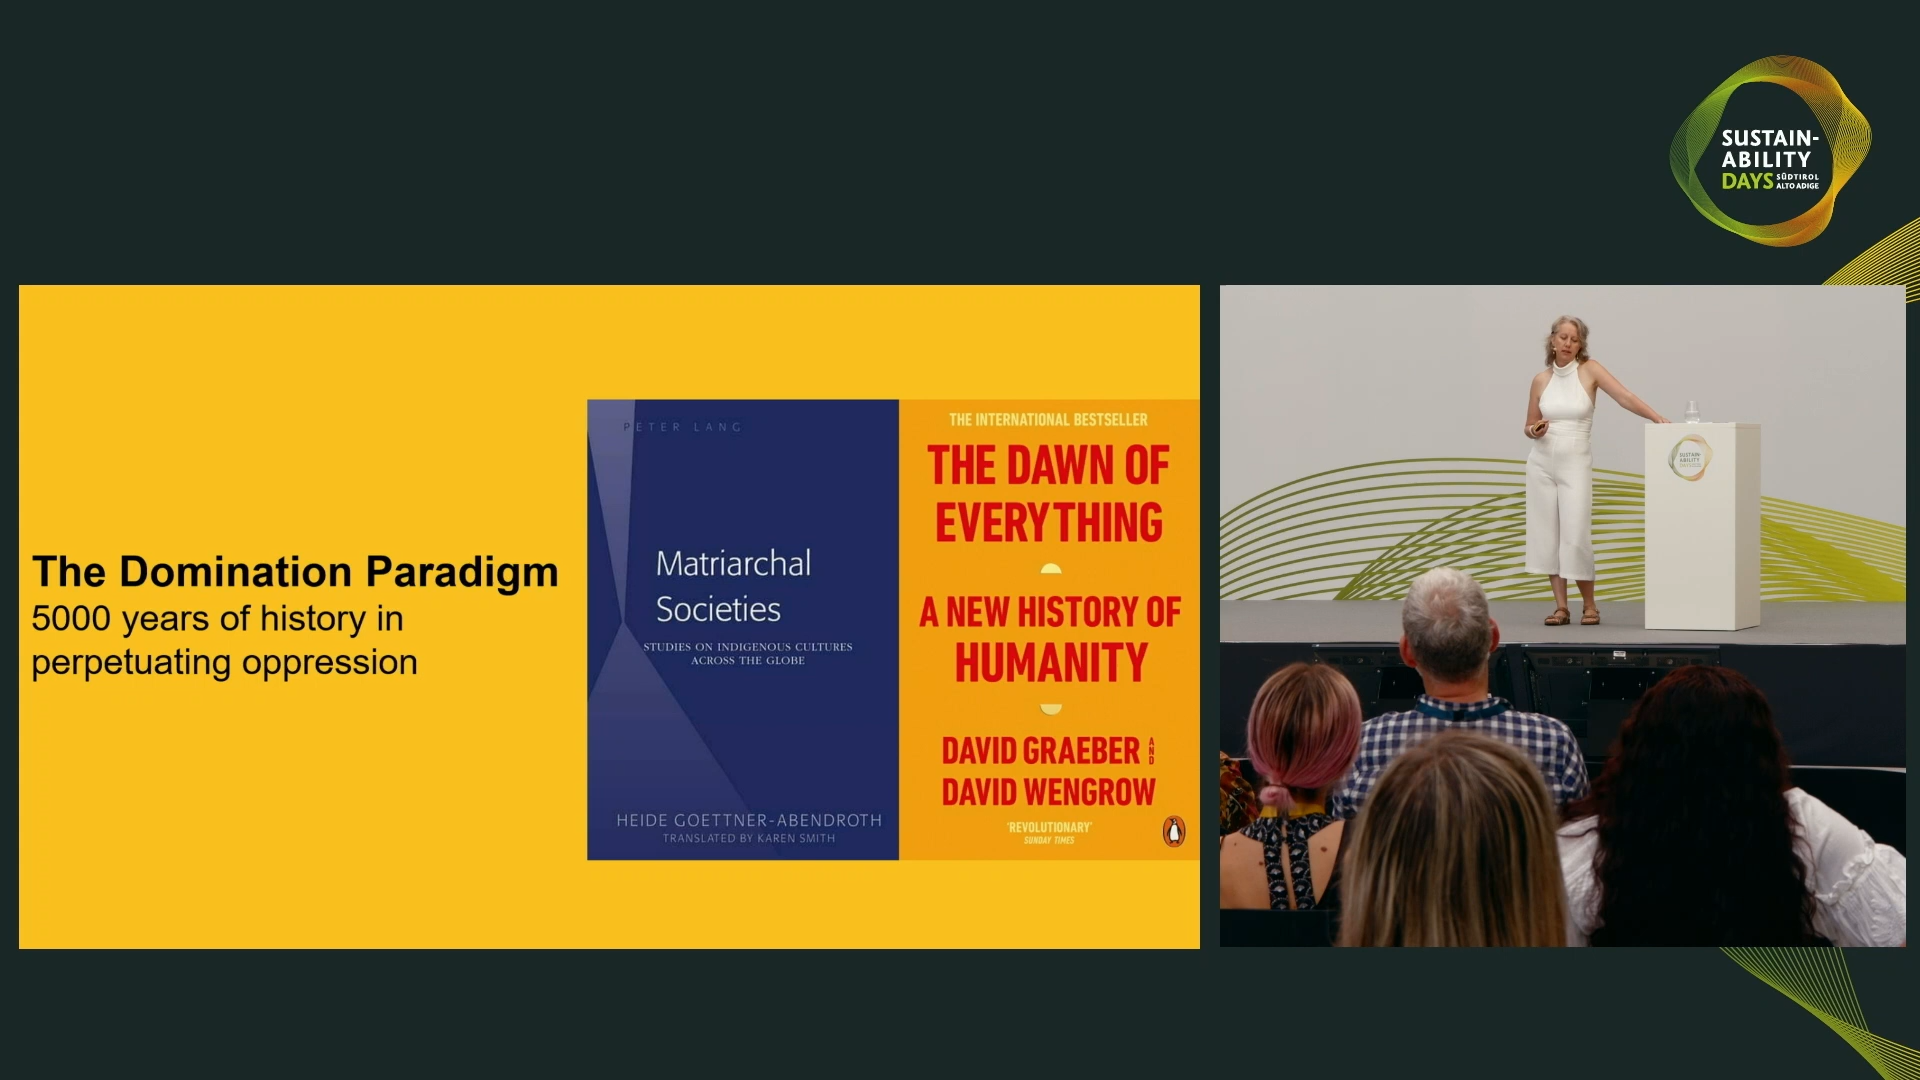 SUSTAIN-
ABILITY
DAYS SÜDTIROL
ALTO ADIGE
The Domination Paradigm
5000 years of history in
perpetuating oppression
PETER LANG
Matriarchal
Societies
STUDIES ON INDIGENOUS CULTURES
ACROSS THE GLOBE
HEIDE GOETTNER-ABENDROTH
TRANSLATED BY KAREN SMITH
THE INTERNATIONAL BESTSELLER
THE DAWN OF
EVERYTHING
A NEW HISTORY OF
HUMANITY
DAVID GRAEBER AND
DAVID WENGROW
'REVOLUTIONARY'
SUNDAY TIMES
SUSTAIN-
ABILITY